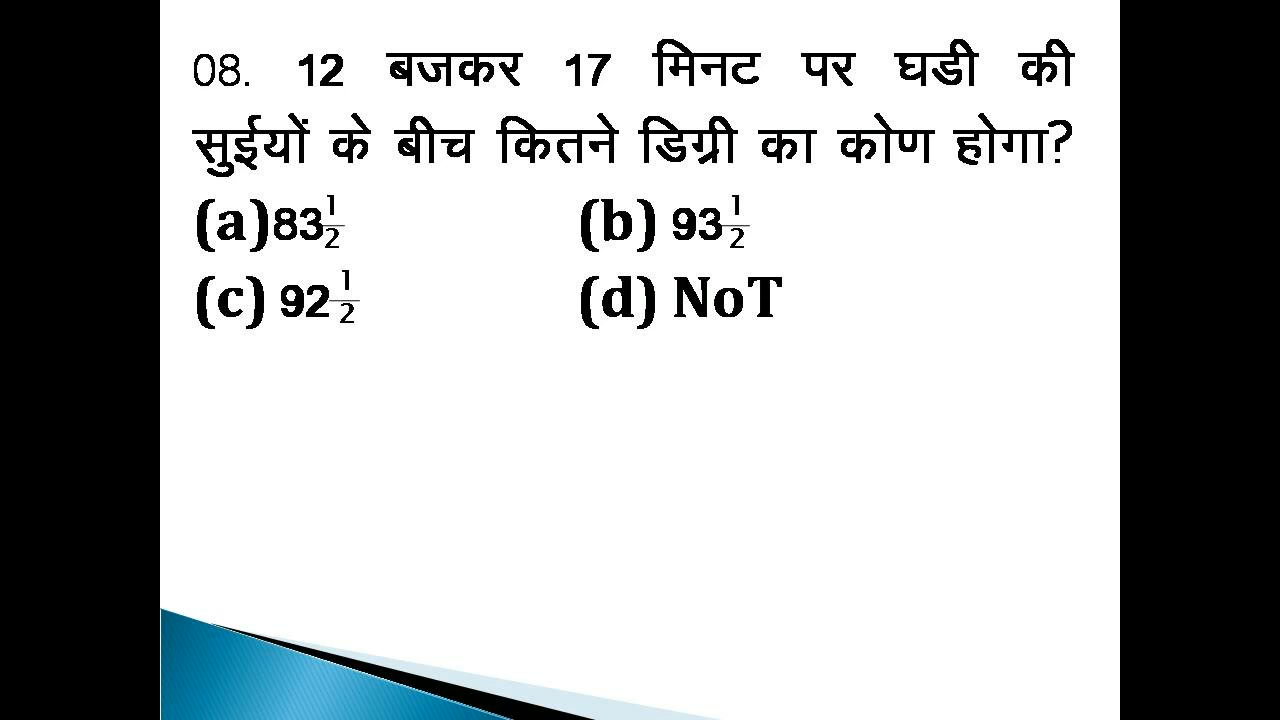 08. 12 बजकर 17 मिनट पर घडी की
सुईयों के बीच कितने डिग्री का कोण होगा?
(a)83½ (b) 93½
(c) 92½ (d) NoT